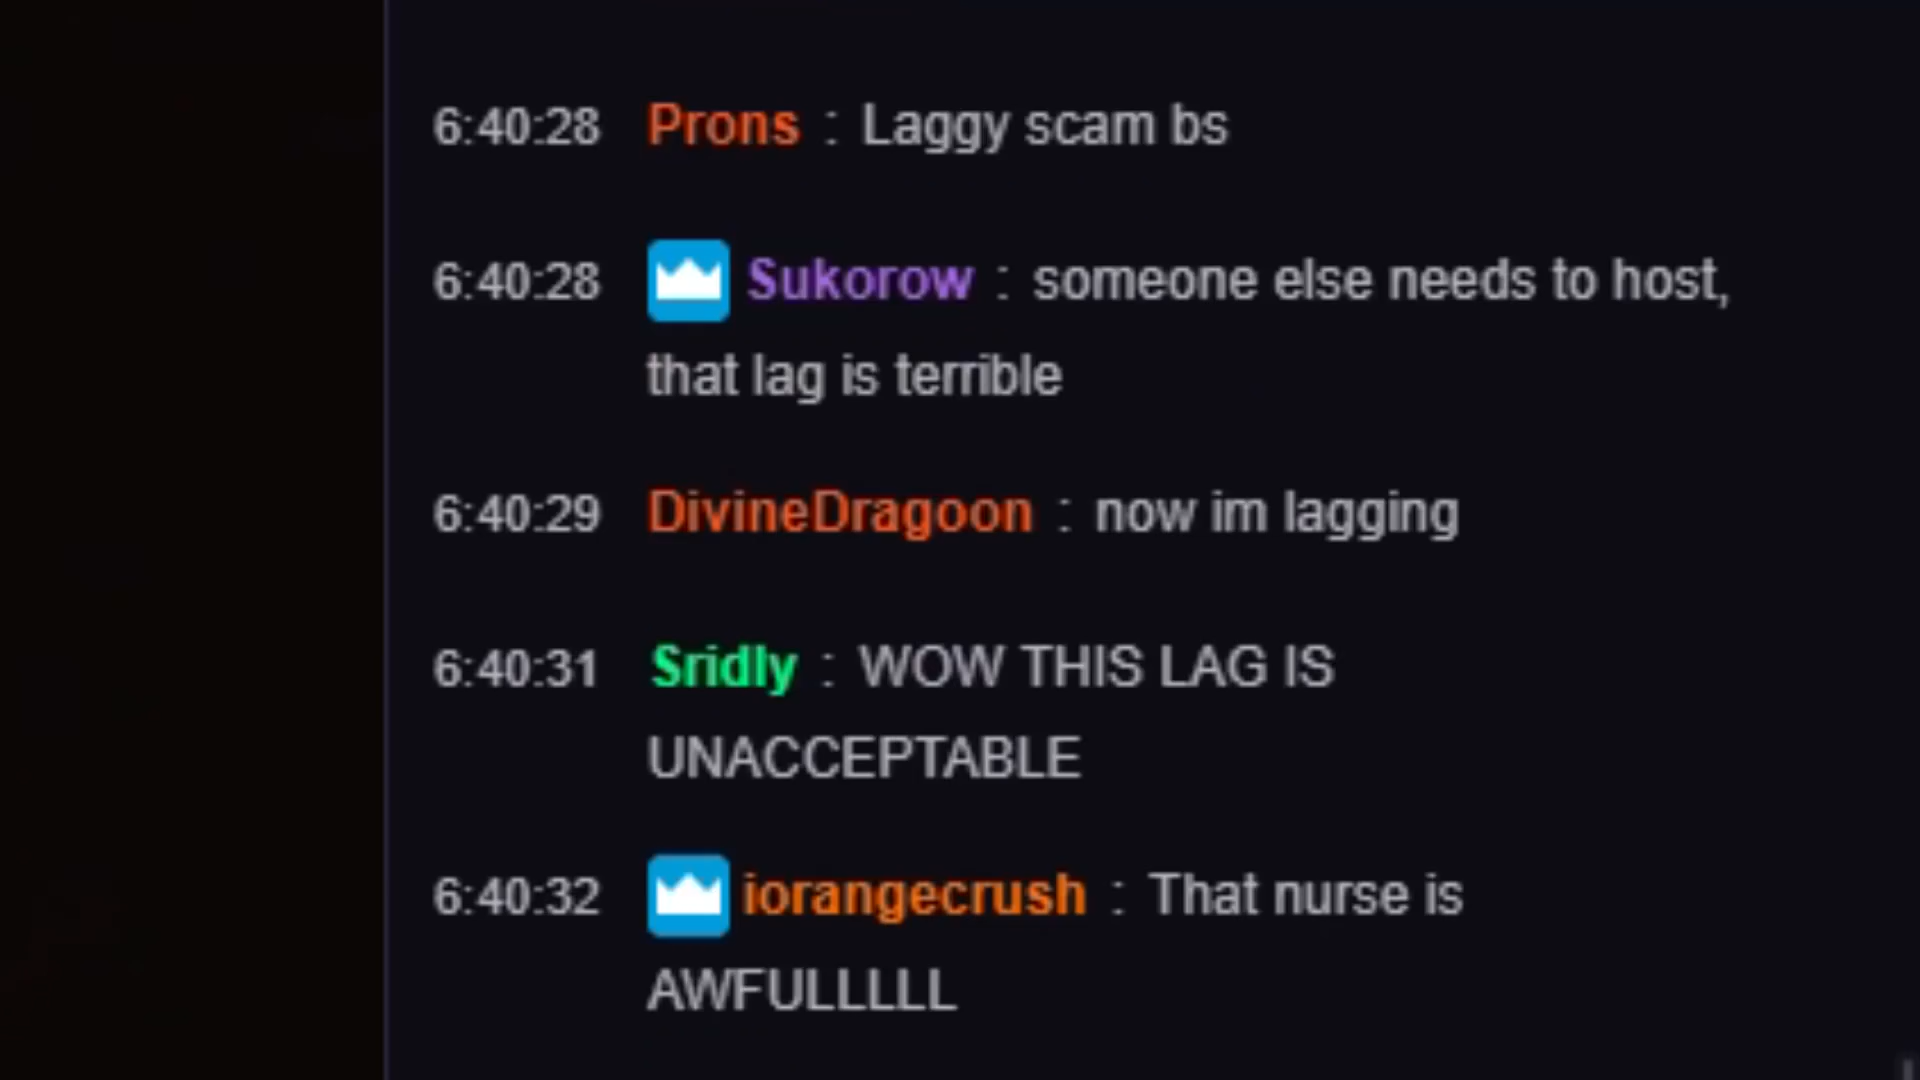 6:40:28 Prons : Laggy scam bs
6:40:28 Sukorow : someone else needs to host,
that lag is terrible
6:40:29 DivineDragoon : now im lagging
6:40:31 Sridly : WOW THIS LAG IS
UNACCEPTABLE
6:40:32 iorangecrush : That nurse is
AWFULLLLL